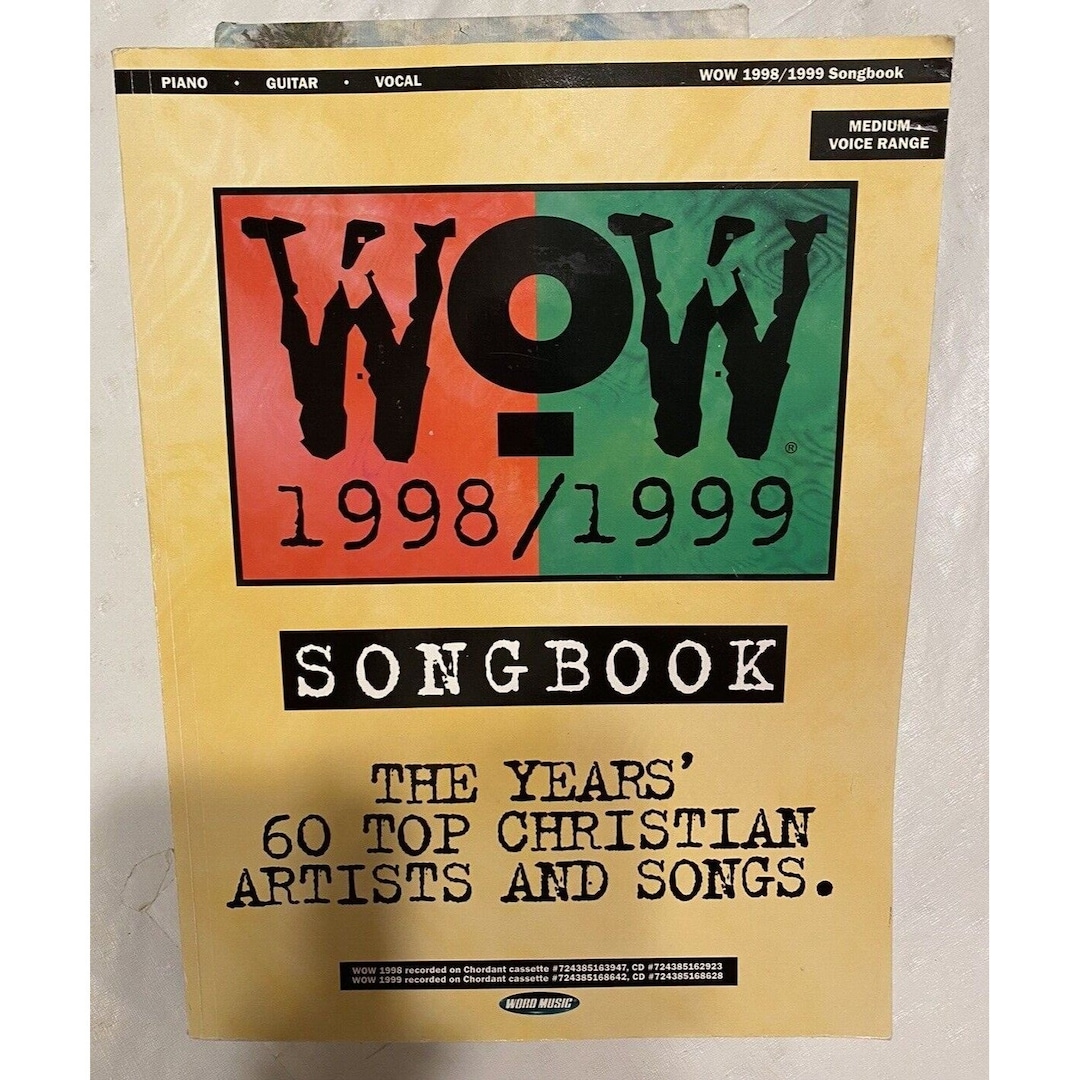 PIANO • GUITAR • VOCAL
WOW 1998/1999 Songbook
MEDIUM
VOICE RANGE
WOW
®
1998/1999
SONGBOOK
THE YEARS'
60 TOP CHRISTIAN
ARTISTS AND SONGS.
WOW 1998 recorded on Chordant cassette #724385163947, CD #724385162923
WOW 1999 recorded on Chordant cassette #724385168642, CD #724385168628
WORD MUSIC